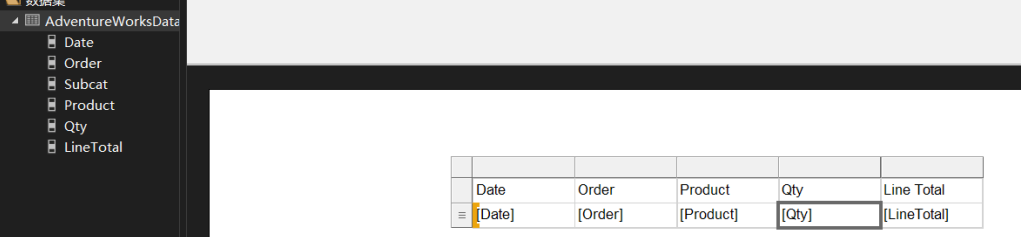 数据集
AdventureWorksData
Date
Order
Subcat
Product
Qty
LineTotal
Date Order Product Qty Line Total
[Date] [Order] [Product] [Qty] [LineTotal]